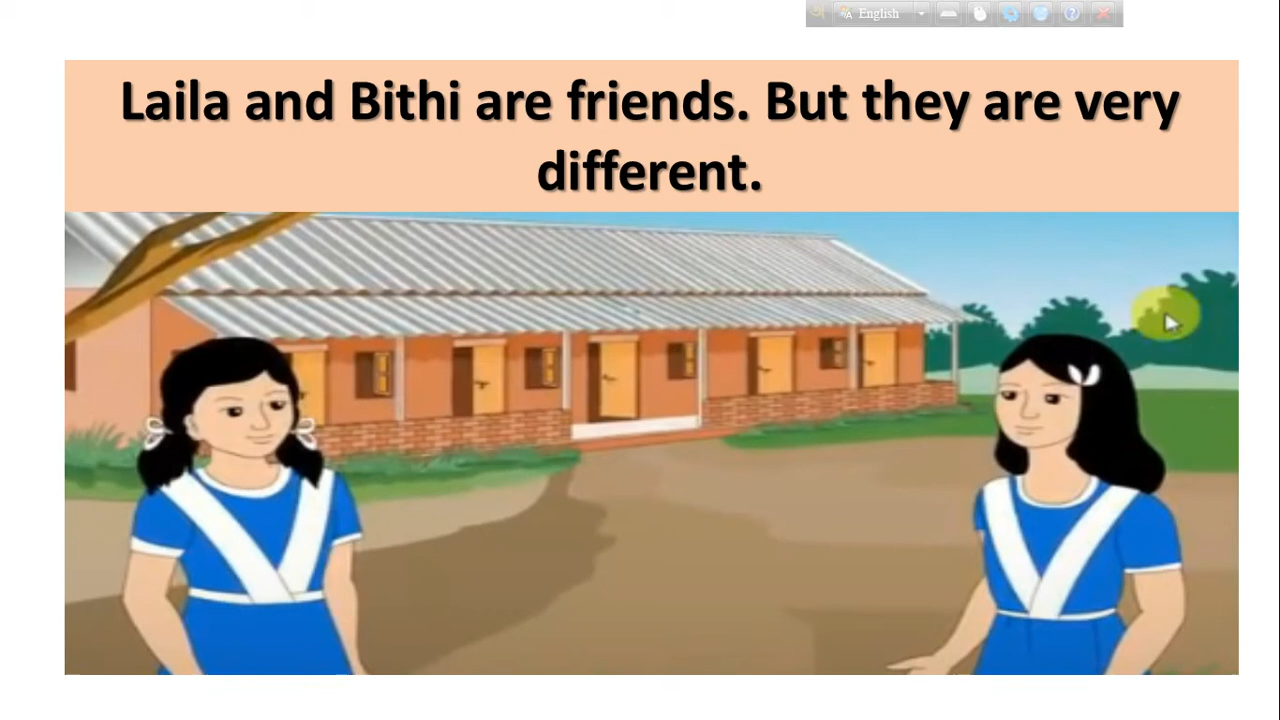 English
Laila and Bithi are friends. But they are very
different.